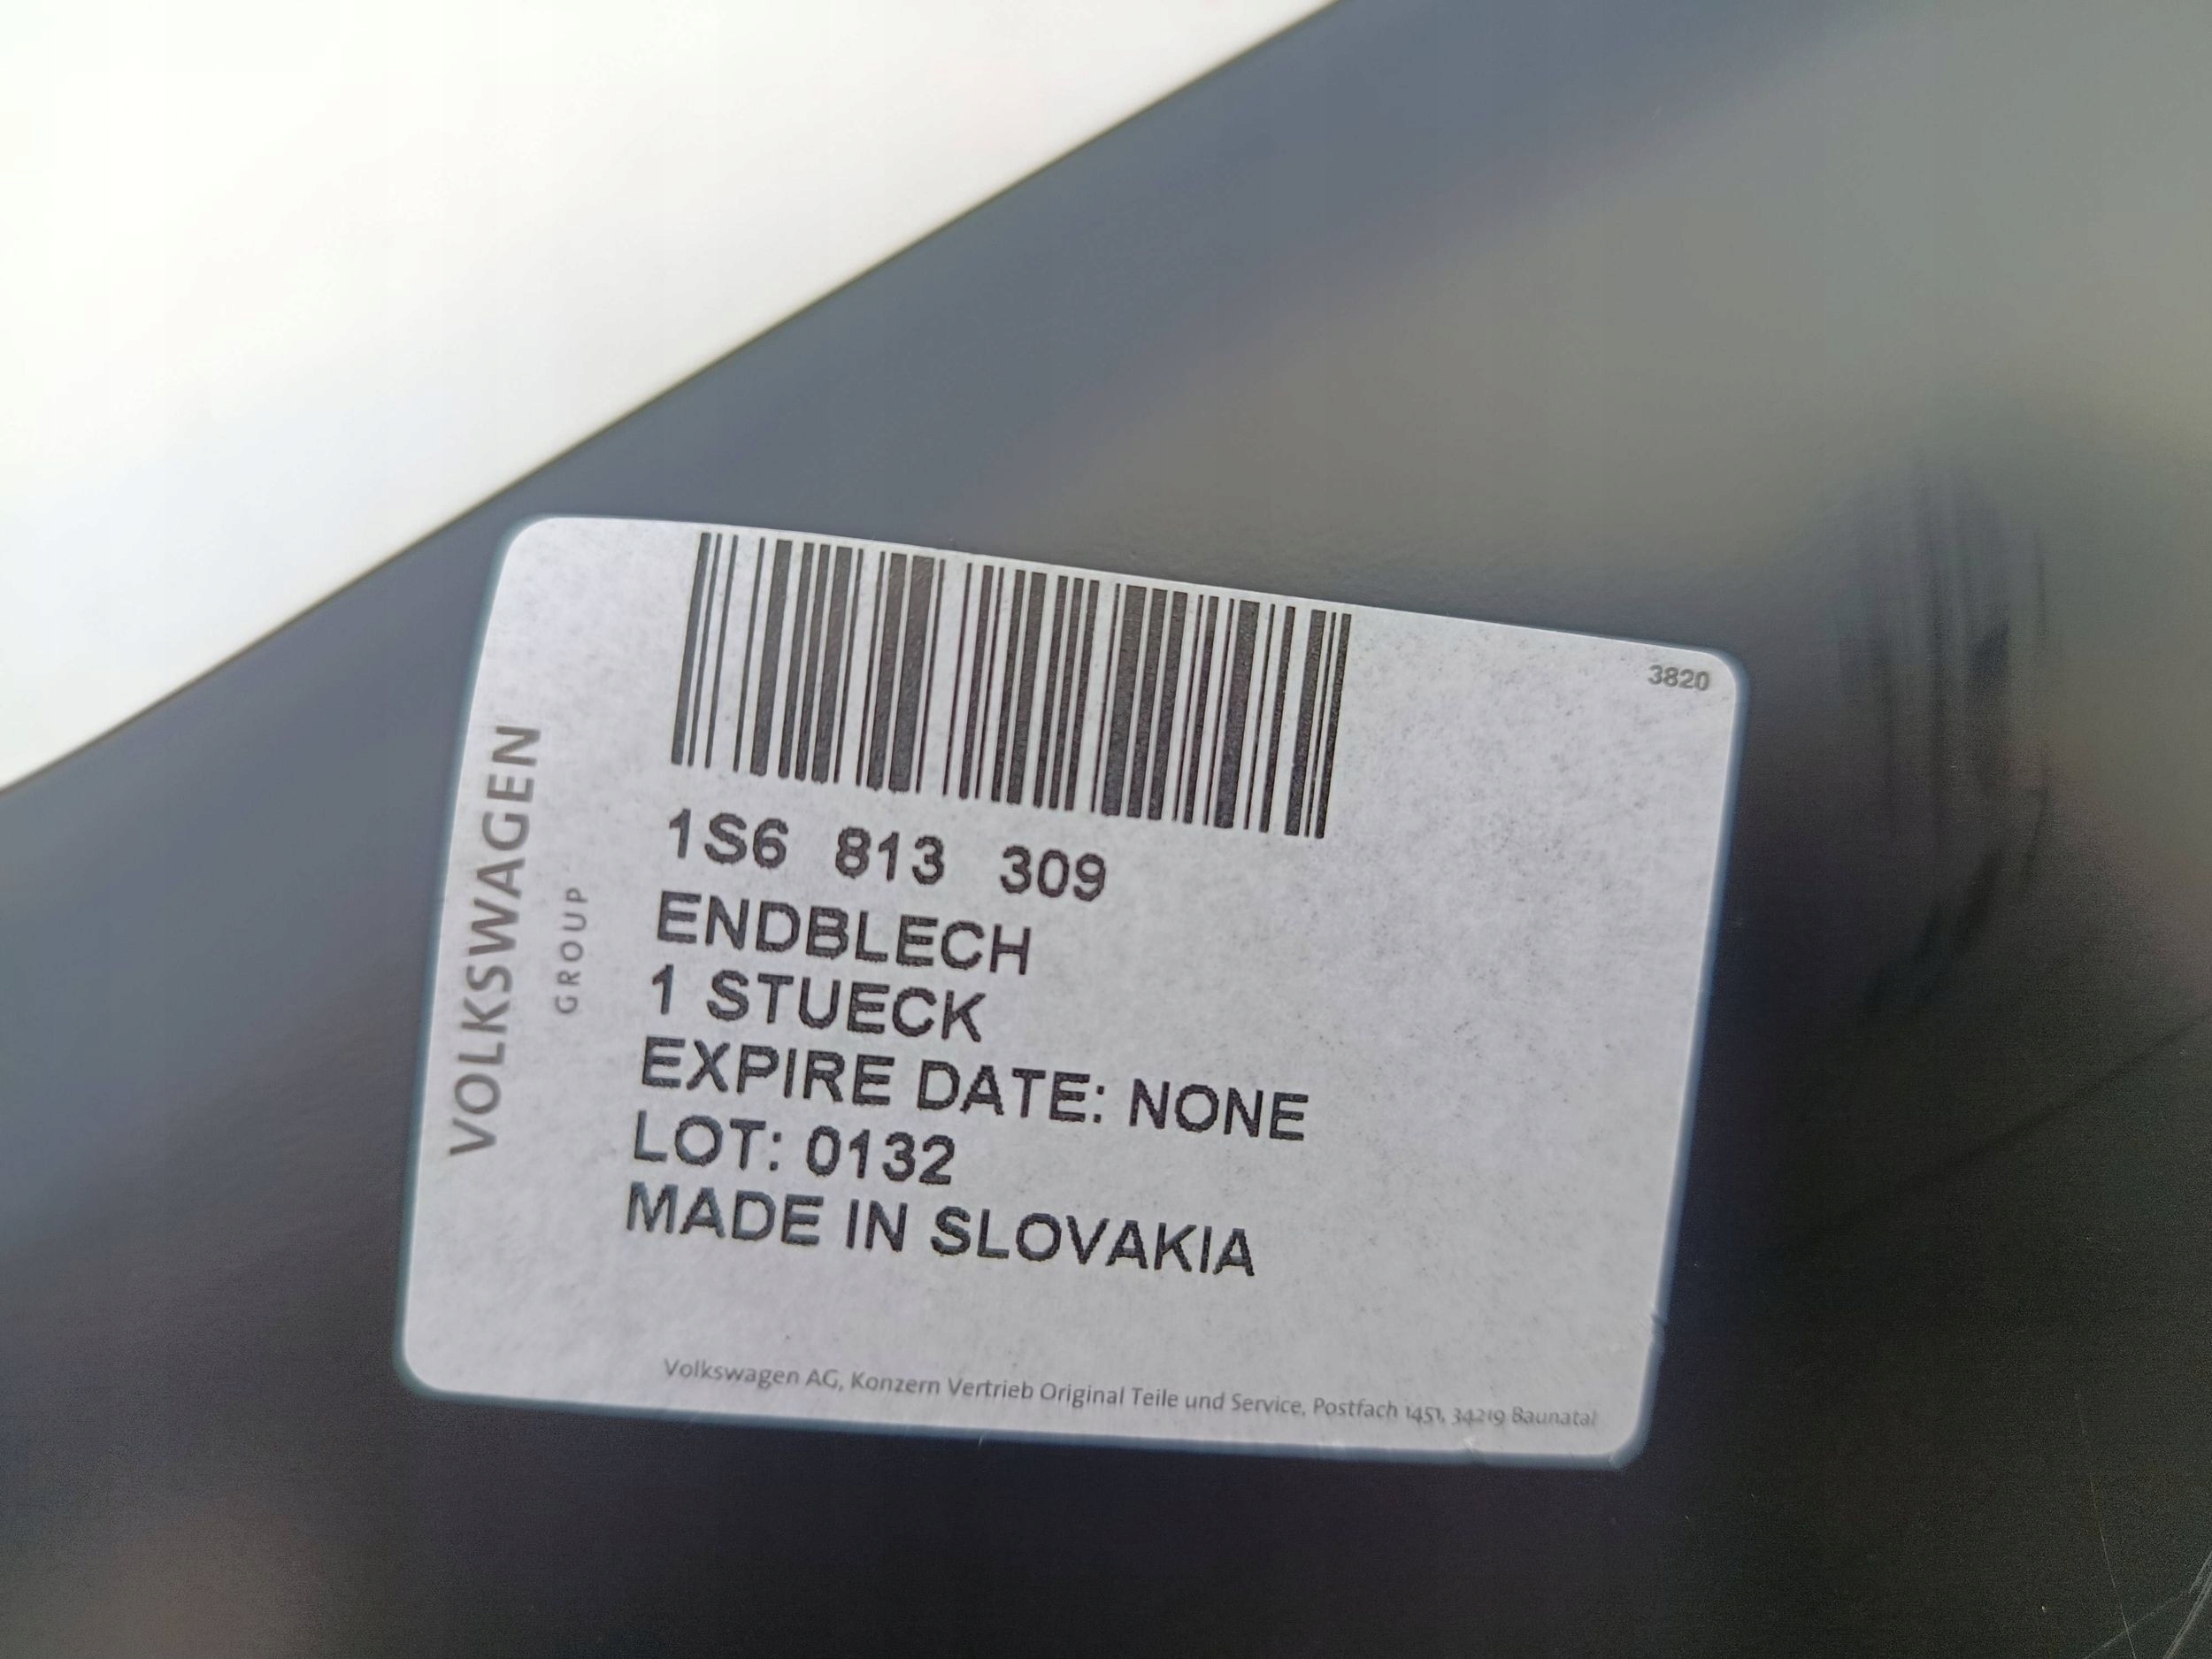 3820
1S6 813 309
ENDBLECH
1 STUECK
EXPIRE DATE: NONE
LOT: 0132
MADE IN SLOVAKIA
VOLKSWAGEN
GROUP
Volkswagen AG, Konzern Vertrieb Original Teile und Service, Postfach 1451, 34219 Baunatal